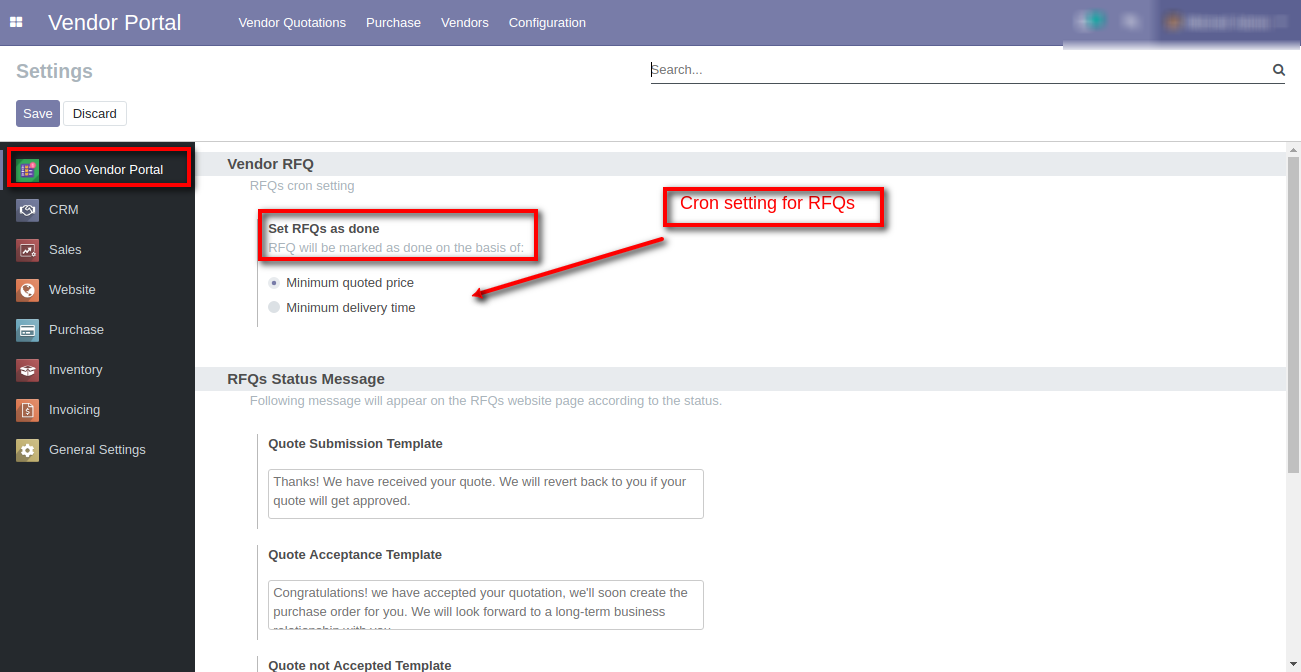 Vendor Portal
Vendor Quotations
Purchase
Vendors
Configuration
Settings
Search...
Save
Discard
Odoo Vendor Portal
CRM
Sales
Website
Purchase
Inventory
Invoicing
General Settings
Vendor RFQ
RFQs cron setting
Cron setting for RFQs
Set RFQs as done
RFQ will be marked as done on the basis of:
Minimum quoted price
Minimum delivery time
RFQs Status Message
Following message will appear on the RFQs website page according to the status.
Quote Submission Template
Thanks! We have received your quote. We will revert back to you if your
quote will get approved.
Quote Acceptance Template
Congratulations! we have accepted your quotation, we'll soon create the
purchase order for you. We will look forward to a long-term business
relationship with you
Quote not Accepted Template